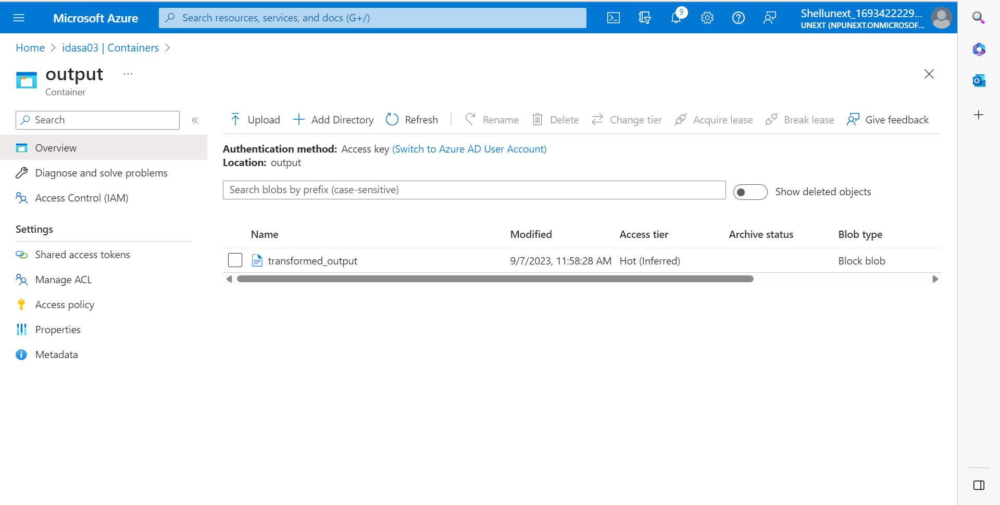 Microsoft Azure
Search resources, services, and docs (G+/)
9
Shellunext_1693422229...
UNEXT (NPUNEXT.ONMICROSOF...
Home > idasa03 | Containers >
output ...
Container
Search «
Upload Add Directory Refresh Rename Delete Change tier Acquire lease Break lease Give feedback
Overview
Diagnose and solve problems
Access Control (IAM)
Settings
Shared access tokens
Manage ACL
Access policy
Properties
Metadata
Authentication method: Access key (Switch to Azure AD User Account)
Location: output
Search blobs by prefix (case-sensitive)
Show deleted objects
Name Modified Access tier Archive status Blob type
transformed_output 9/7/2023, 11:58:28 AM Hot (Inferred) Block blob